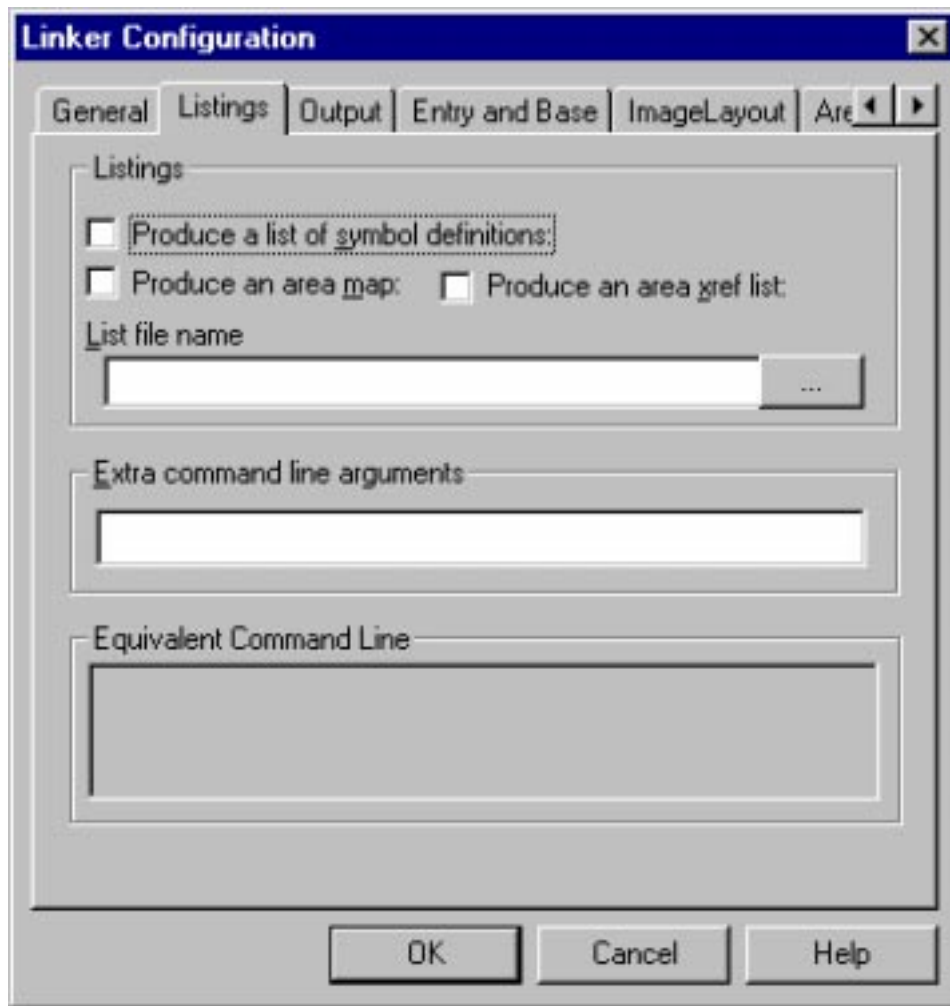 Linker Configuration
General Listings Output Entry and Base ImageLayout Are
Listings
Produce a list of symbol definitions:
Produce an area map: Produce an area xref list:
List file name
...
Extra command line arguments
Equivalent Command Line
OK Cancel Help